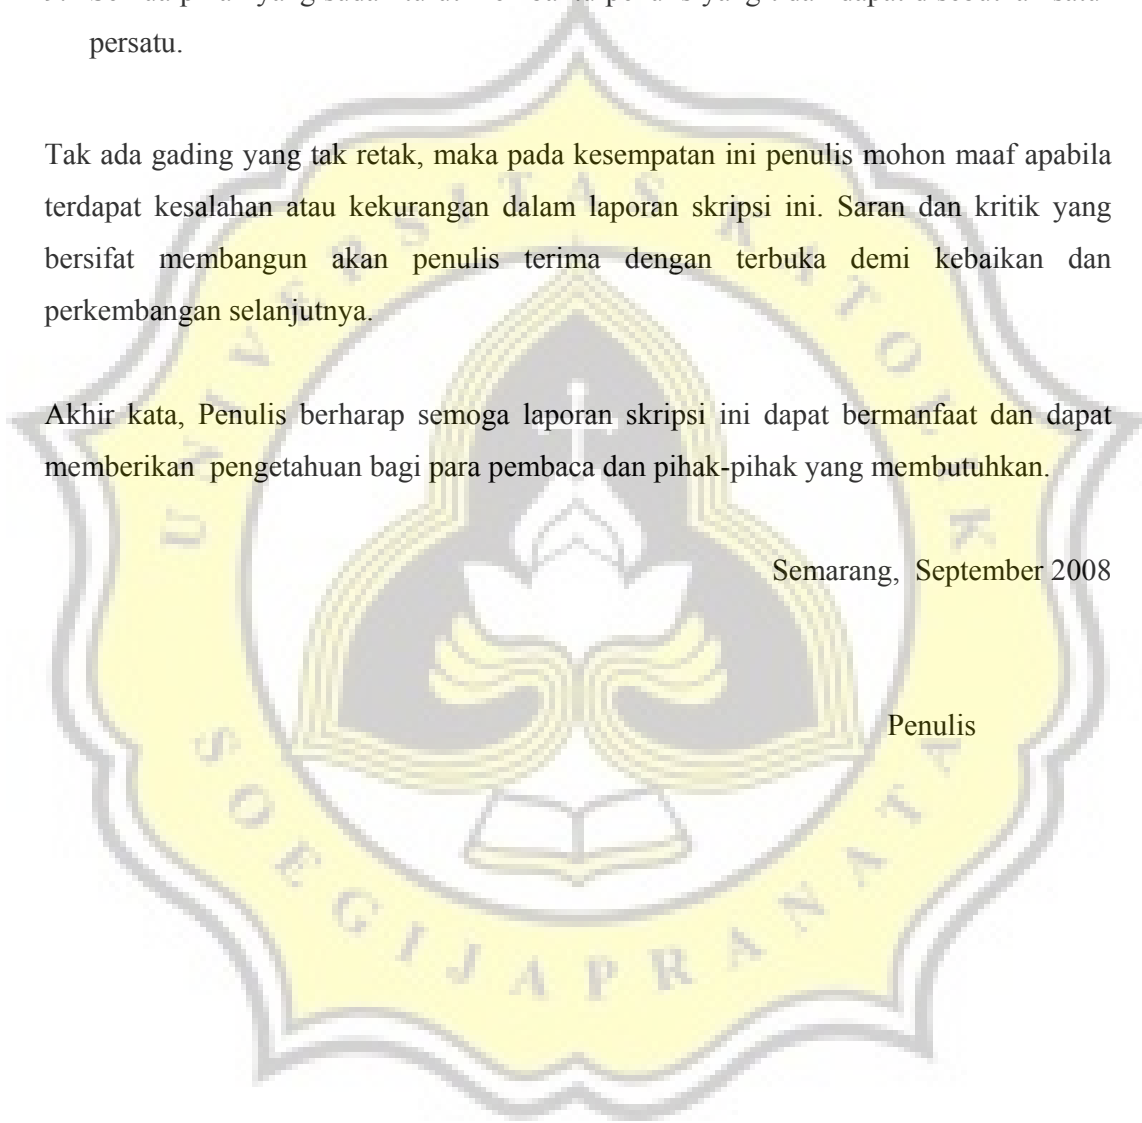 persatu.
Tak ada gading yang tak retak, maka pada kesempatan ini penulis mohon maaf apabila
terdapat kesalahan atau kekurangan dalam laporan skripsi ini. Saran dan kritik yang
bersifat membangun akan penulis terima dengan terbuka demi kebaikan dan
perkembangan selanjutnya.
Akhir kata, Penulis berharap semoga laporan skripsi ini dapat bermanfaat dan dapat
memberikan pengetahuan bagi para pembaca dan pihak-pihak yang membutuhkan.
Semarang, September 2008
Penulis
UNIVERSITAS KATOLIK
SOEGIJAPRANATA